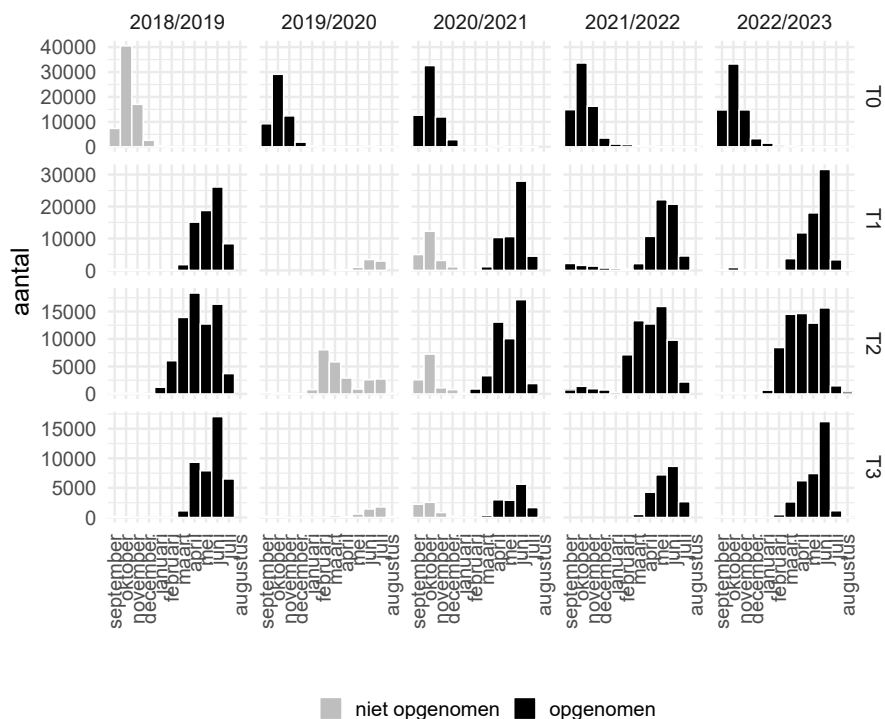 2018/2019 2019/2020 2020/2021 2021/2022 2022/2023
40000
30000
20000
10000
0
T0
30000
20000
10000
0
T1
aantal
15000
10000
5000
0
T2
15000
10000
5000
0
T3
september oktober november december januari februari maart april mei juni juli augustus
september oktober november december januari februari maart april mei juni juli augustus
september oktober november december januari februari maart april mei juni juli augustus
september oktober november december januari februari maart april mei juni juli augustus
september oktober november december januari februari maart april mei juni juli augustus
niet opgenomen opgenomen